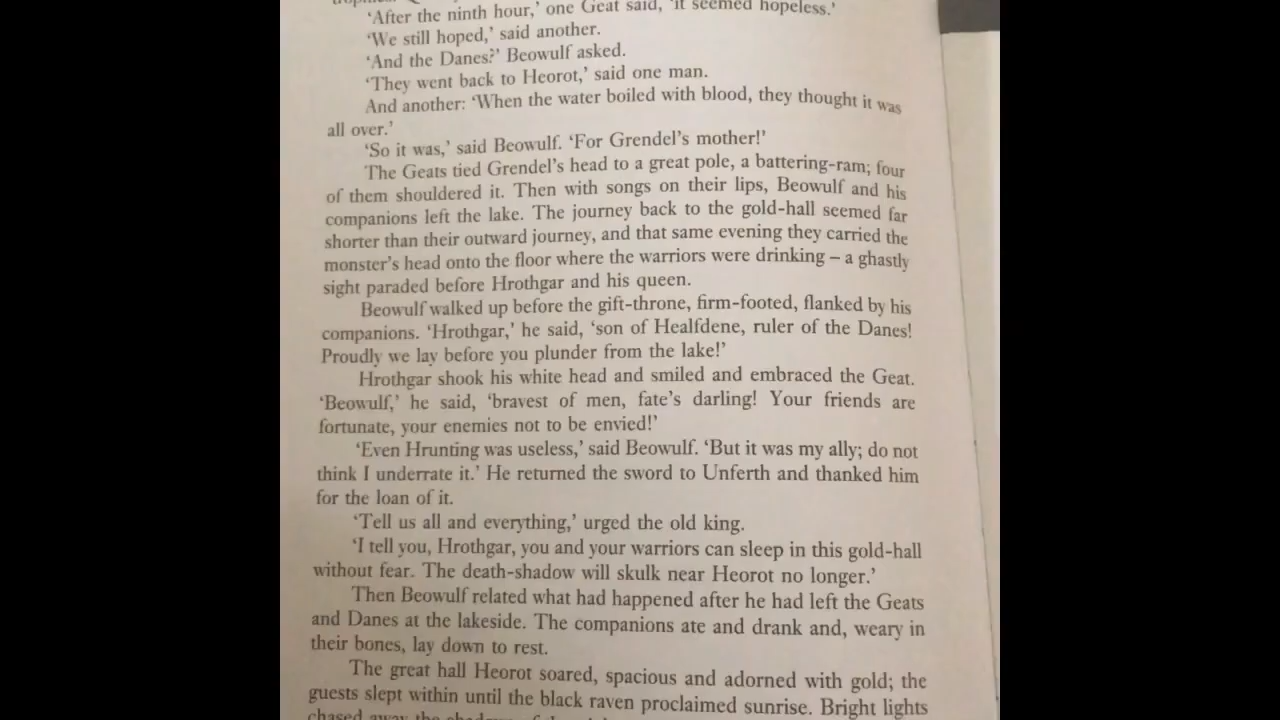 ‘After the ninth hour,’ one Geat said, ‘it seemed hopeless.’
‘We still hoped,’ said another.
‘And the Danes?’ Beowulf asked.
‘They went back to Heorot,’ said one man.
And another: ‘When the water boiled with blood, they thought it was
all over.’
‘So it was,’ said Beowulf. ‘For Grendel’s mother!’
The Geats tied Grendel’s head to a great pole, a battering-ram; four
of them shouldered it. Then with songs on their lips, Beowulf and his
companions left the lake. The journey back to the gold-hall seemed far
shorter than their outward journey, and that same evening they carried the
monster’s head onto the floor where the warriors were drinking – a ghastly
sight paraded before Hrothgar and his queen.
Beowulf walked up before the gift-throne, firm-footed, flanked by his
companions. ‘Hrothgar,’ he said, ‘son of Healfdene, ruler of the Danes!
Proudly we lay before you plunder from the lake!’
Hrothgar shook his white head and smiled and embraced the Geat.
‘Beowulf,’ he said, ‘bravest of men, fate’s darling! Your friends are
fortunate, your enemies not to be envied!’
‘Even Hrunting was useless,’ said Beowulf. ‘But it was my ally; do not
think I underrate it.’ He returned the sword to Unferth and thanked him
for the loan of it.
‘Tell us all and everything,’ urged the old king.
‘I tell you, Hrothgar, you and your warriors can sleep in this gold-hall
without fear. The death-shadow will skulk near Heorot no longer.’
Then Beowulf related what had happened after he had left the Geats
and Danes at the lakeside. The companions ate and drank and, weary in
their bones, lay down to rest.
The great hall Heorot soared, spacious and adorned with gold; the
guests slept within until the black raven proclaimed sunrise. Bright lights
chased away the